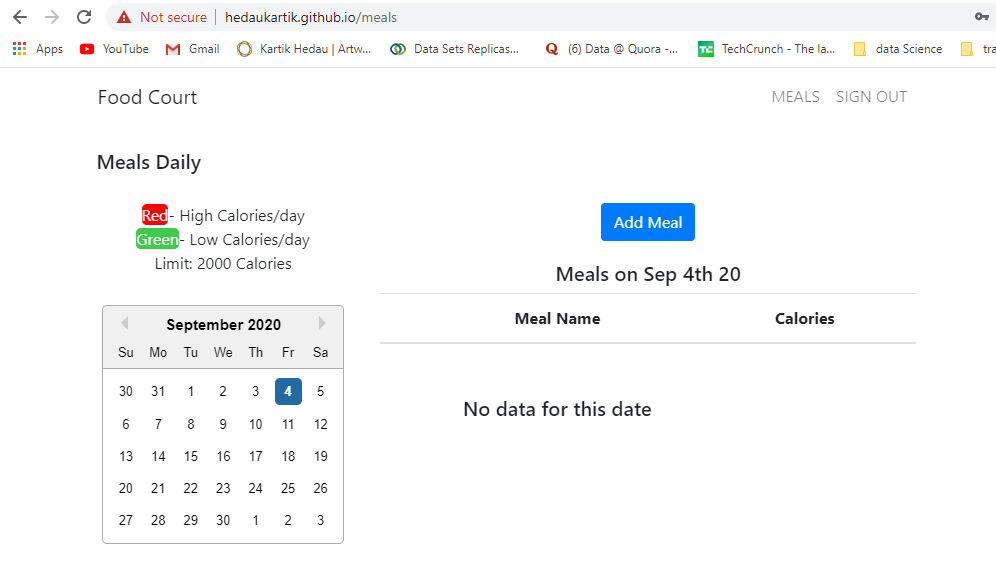 Not secure | hedaukartik.github.io/meals
Apps YouTube Gmail Kartik Hedau | Artw... Data Sets Replicas... (6) Data @ Quora -... TechCrunch - The la... data Science tra
Food Court MEALS SIGN OUT
Meals Daily
Red- High Calories/day
Green- Low Calories/day
Limit: 2000 Calories
Add Meal
Meals on Sep 4th 20
Meal Name Calories
No data for this date
September 2020
Su Mo Tu We Th Fr Sa
30 31 1 2 3 4 5
6 7 8 9 10 11 12
13 14 15 16 17 18 19
20 21 22 23 24 25 26
27 28 29 30 1 2 3